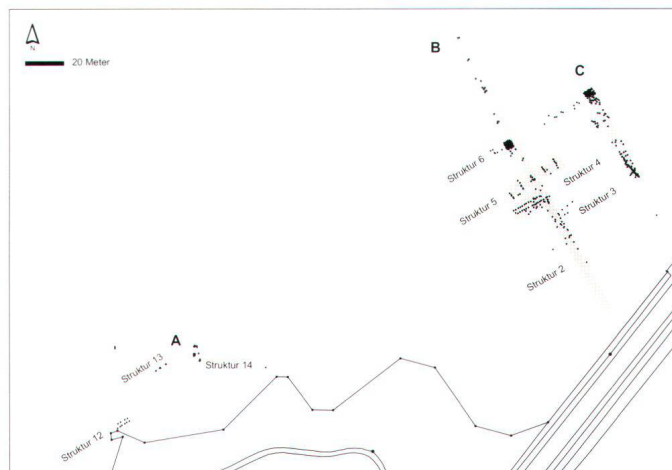 B
N
20 Meter
C
Struktur 6
Struktur 4
Struktur 5
Struktur 3
Struktur 2
A
Struktur 13
Struktur 14
Struktur 12